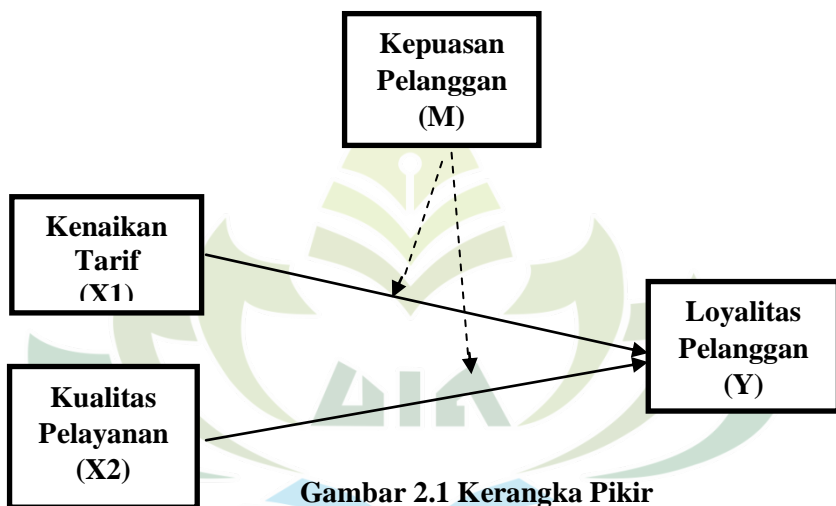 Kepuasan
Pelanggan
(M)
Kenaikan
Tarif
(X1)
Loyalitas
Pelanggan
(Y)
Kualitas
Pelayanan
(X2)
Gambar 2.1 Kerangka Pikir